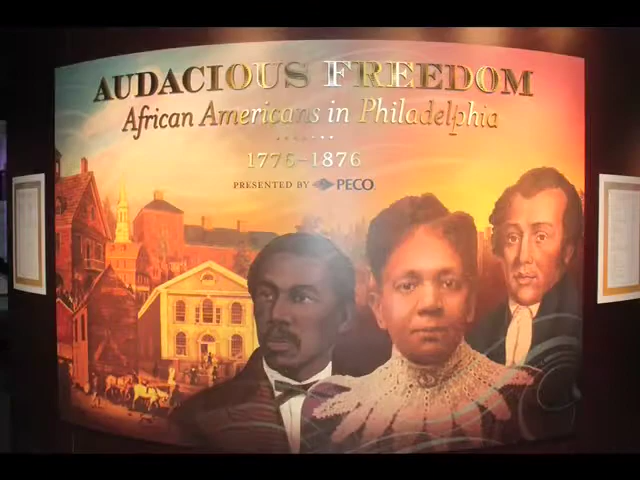 AUDACIOUS FREEDOM
African Americans in Philadelphia
1776–1876
PRESENTED BY PECO